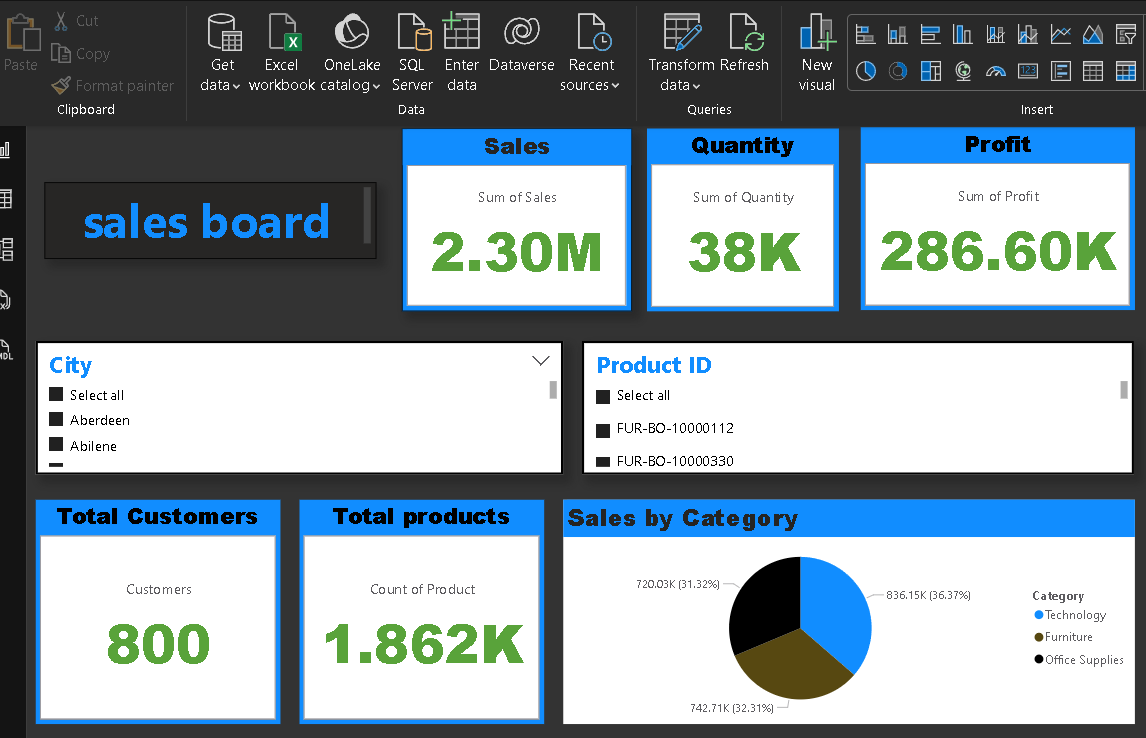 Paste
Cut
Copy
Format painter
Clipboard
Get data
Excel workbook
OneLake catalog
SQL Server
Enter data
Dataverse
Recent sources
Data
Transform data
Refresh
Queries
New visual
123
Insert
sales board
Sales
Sum of Sales
2.30M
Quantity
Sum of Quantity
38K
Profit
Sum of Profit
286.60K
City
Select all
Aberdeen
Abilene
Product ID
Select all
FUR-BO-10000112
FUR-BO-10000330
Total Customers
Customers
800
Total products
Count of Product
1.862K
Sales by Category
720.03K (31.32%)
836.15K (36.37%)
742.71K (32.31%)
Category
Technology
Furniture
Office Supplies